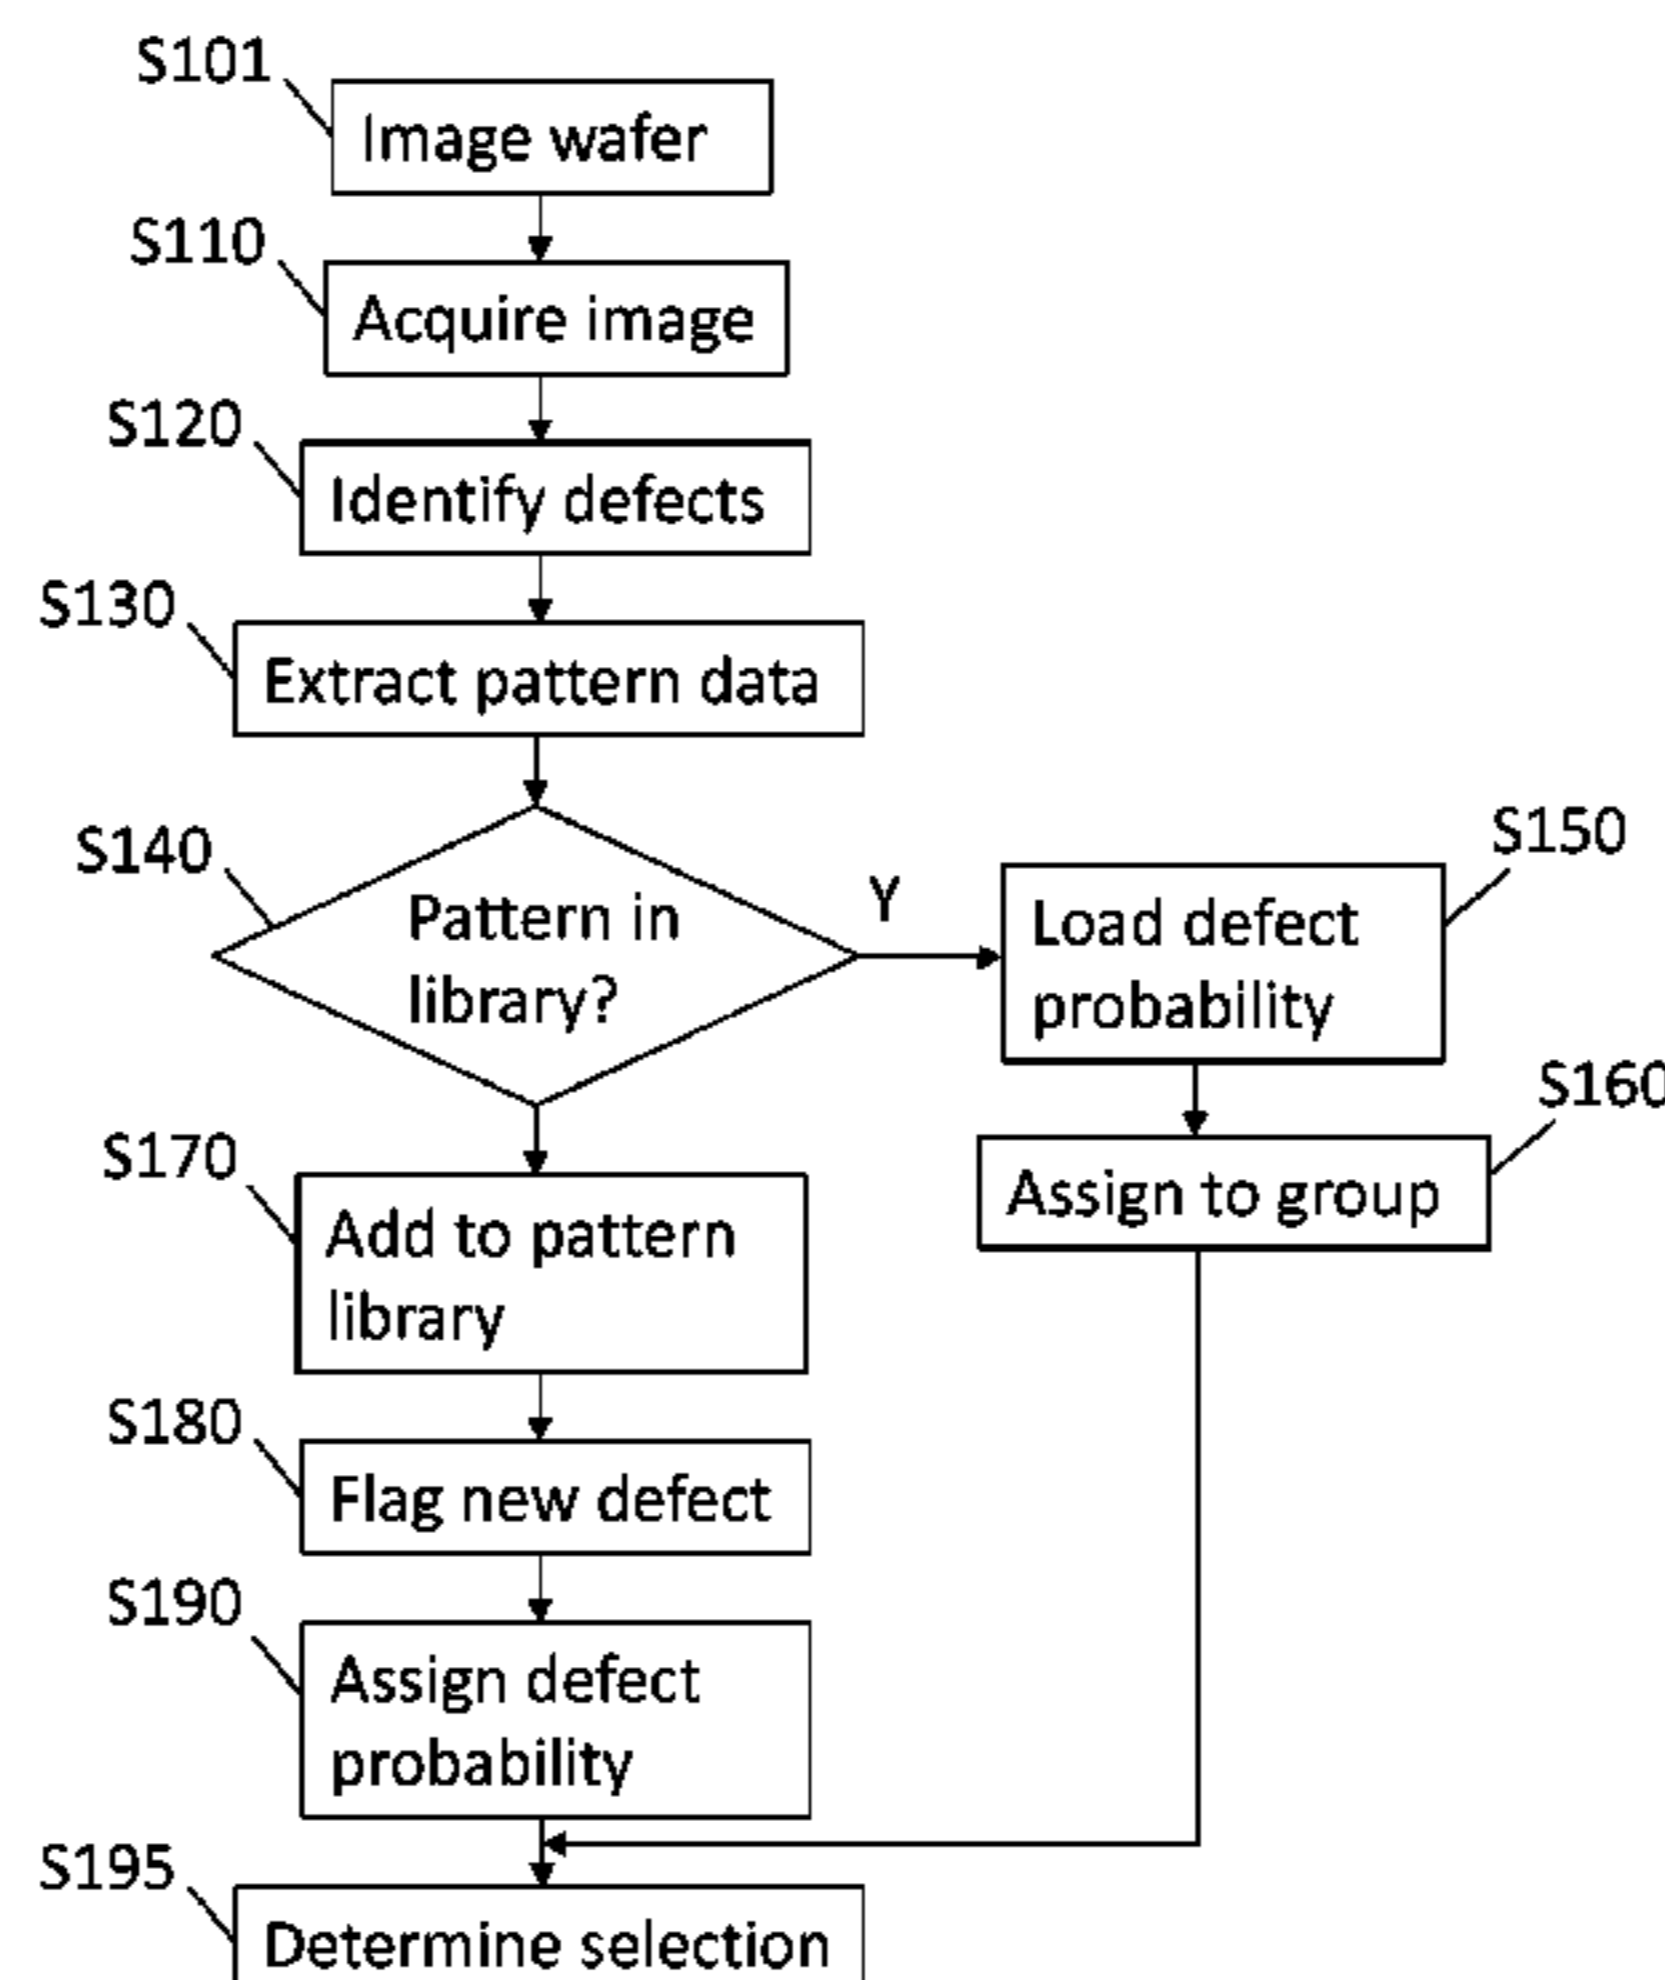 S101
Image wafer
S110
Acquire image
S120
Identify defects
S130
Extract pattern data
S140
Pattern in
library?
Y
S150
Load defect
probability
S160
Assign to group
S170
Add to pattern
library
S180
Flag new defect
S190
Assign defect
probability
S195
Determine selection